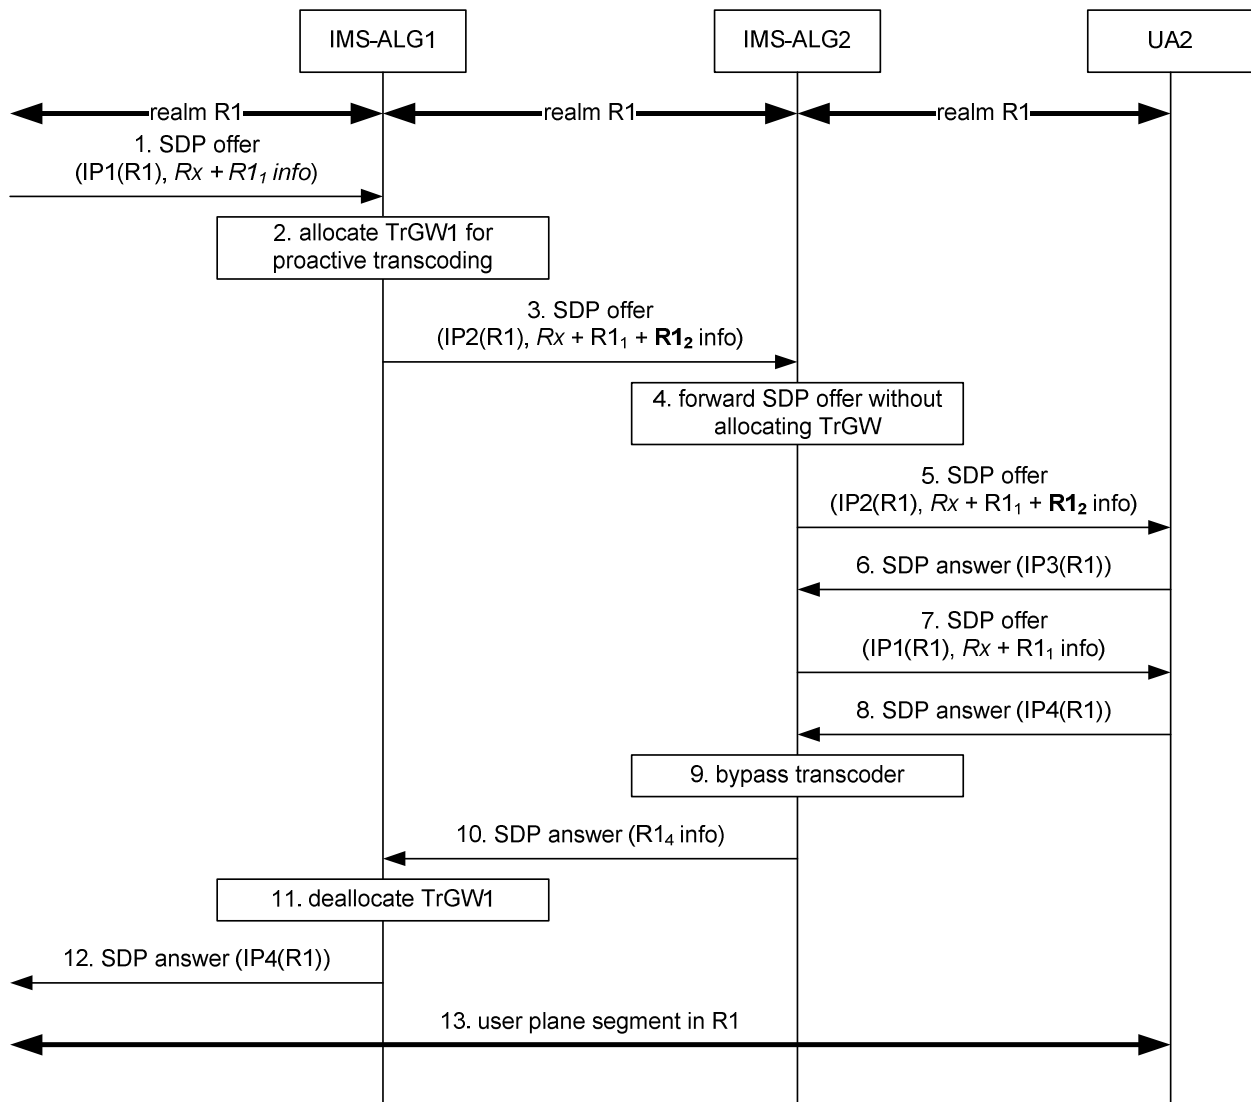 IMS-ALG1
IMS-ALG2
UA2
realm R1
realm R1
realm R1
1. SDP offer
(IP1(R1), Rx + R1₁ info)
2. allocate TrGW1 for
proactive transcoding
3. SDP offer
(IP2(R1), Rx + R1₁ + R1₂ info)
4. forward SDP offer without
allocating TrGW
5. SDP offer
(IP2(R1), Rx + R1₁ + R1₂ info)
6. SDP answer (IP3(R1))
7. SDP offer
(IP1(R1), Rx + R1₁ info)
8. SDP answer (IP4(R1))
9. bypass transcoder
10. SDP answer (R1₄ info)
11. deallocate TrGW1
12. SDP answer (IP4(R1))
13. user plane segment in R1